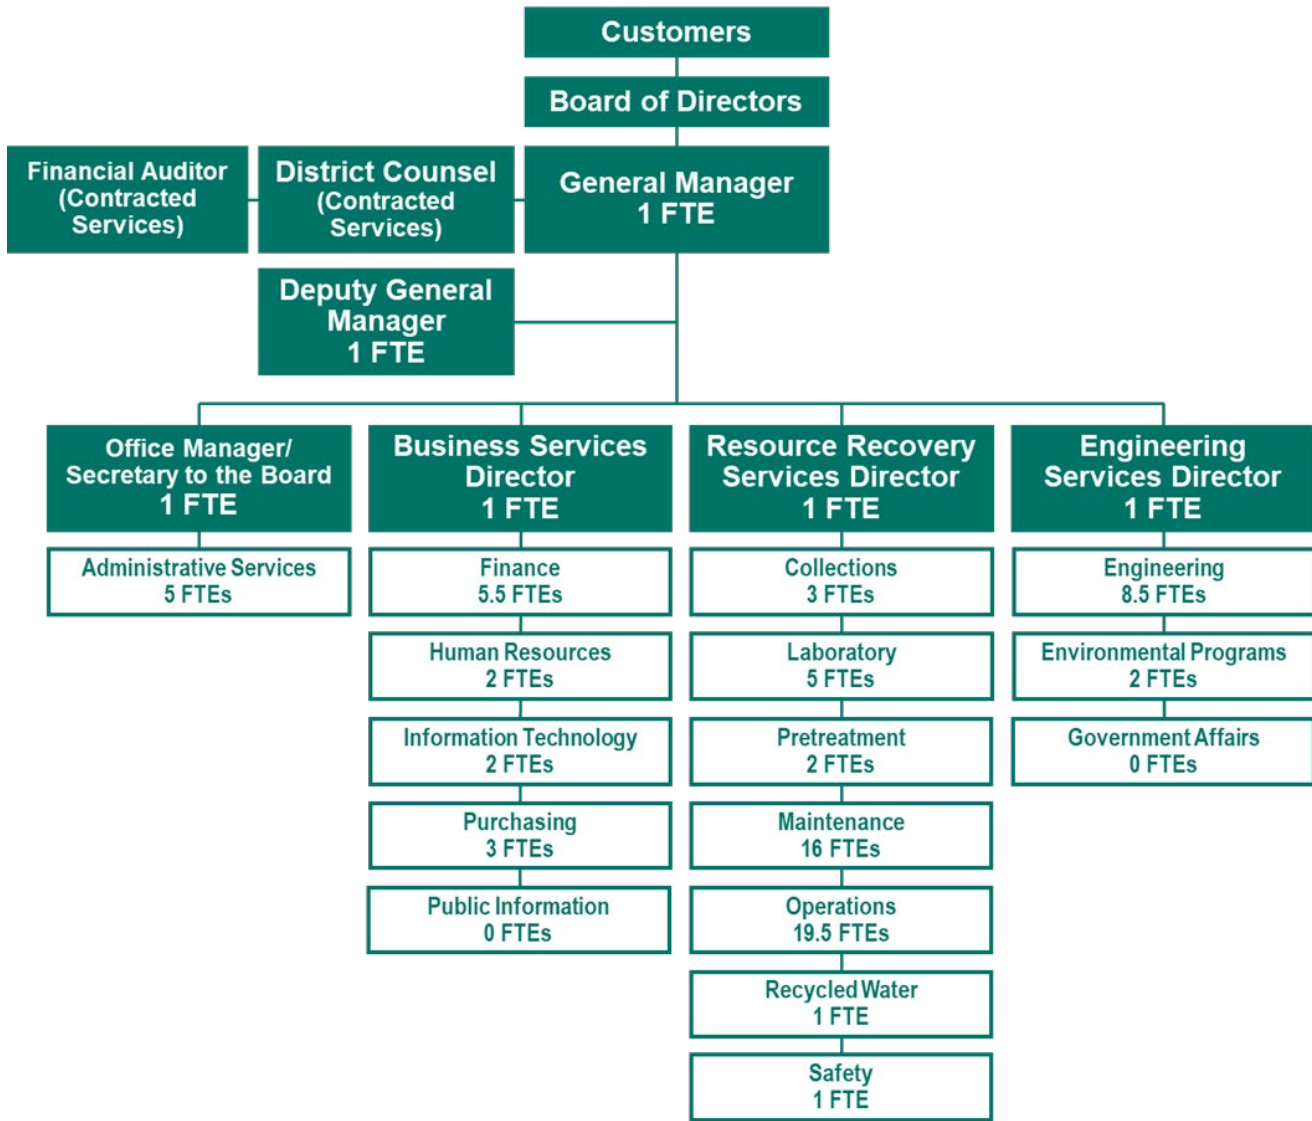 Customers
Board of Directors
Financial Auditor
(Contracted
Services)
District Counsel
(Contracted
Services)
General Manager
1 FTE
Deputy General
Manager
1 FTE
Office Manager/
Secretary to the Board
1 FTE
Administrative Services
5 FTEs
Business Services
Director
1 FTE
Finance
5.5 FTEs
Human Resources
2 FTEs
Information Technology
2 FTEs
Purchasing
3 FTEs
Public Information
0 FTEs
Resource Recovery
Services Director
1 FTE
Collections
3 FTEs
Laboratory
5 FTEs
Pretreatment
2 FTEs
Maintenance
16 FTEs
Operations
19.5 FTEs
Recycled Water
1 FTE
Safety
1 FTE
Engineering
Services Director
1 FTE
Engineering
8.5 FTEs
Environmental Programs
2 FTEs
Government Affairs
0 FTEs